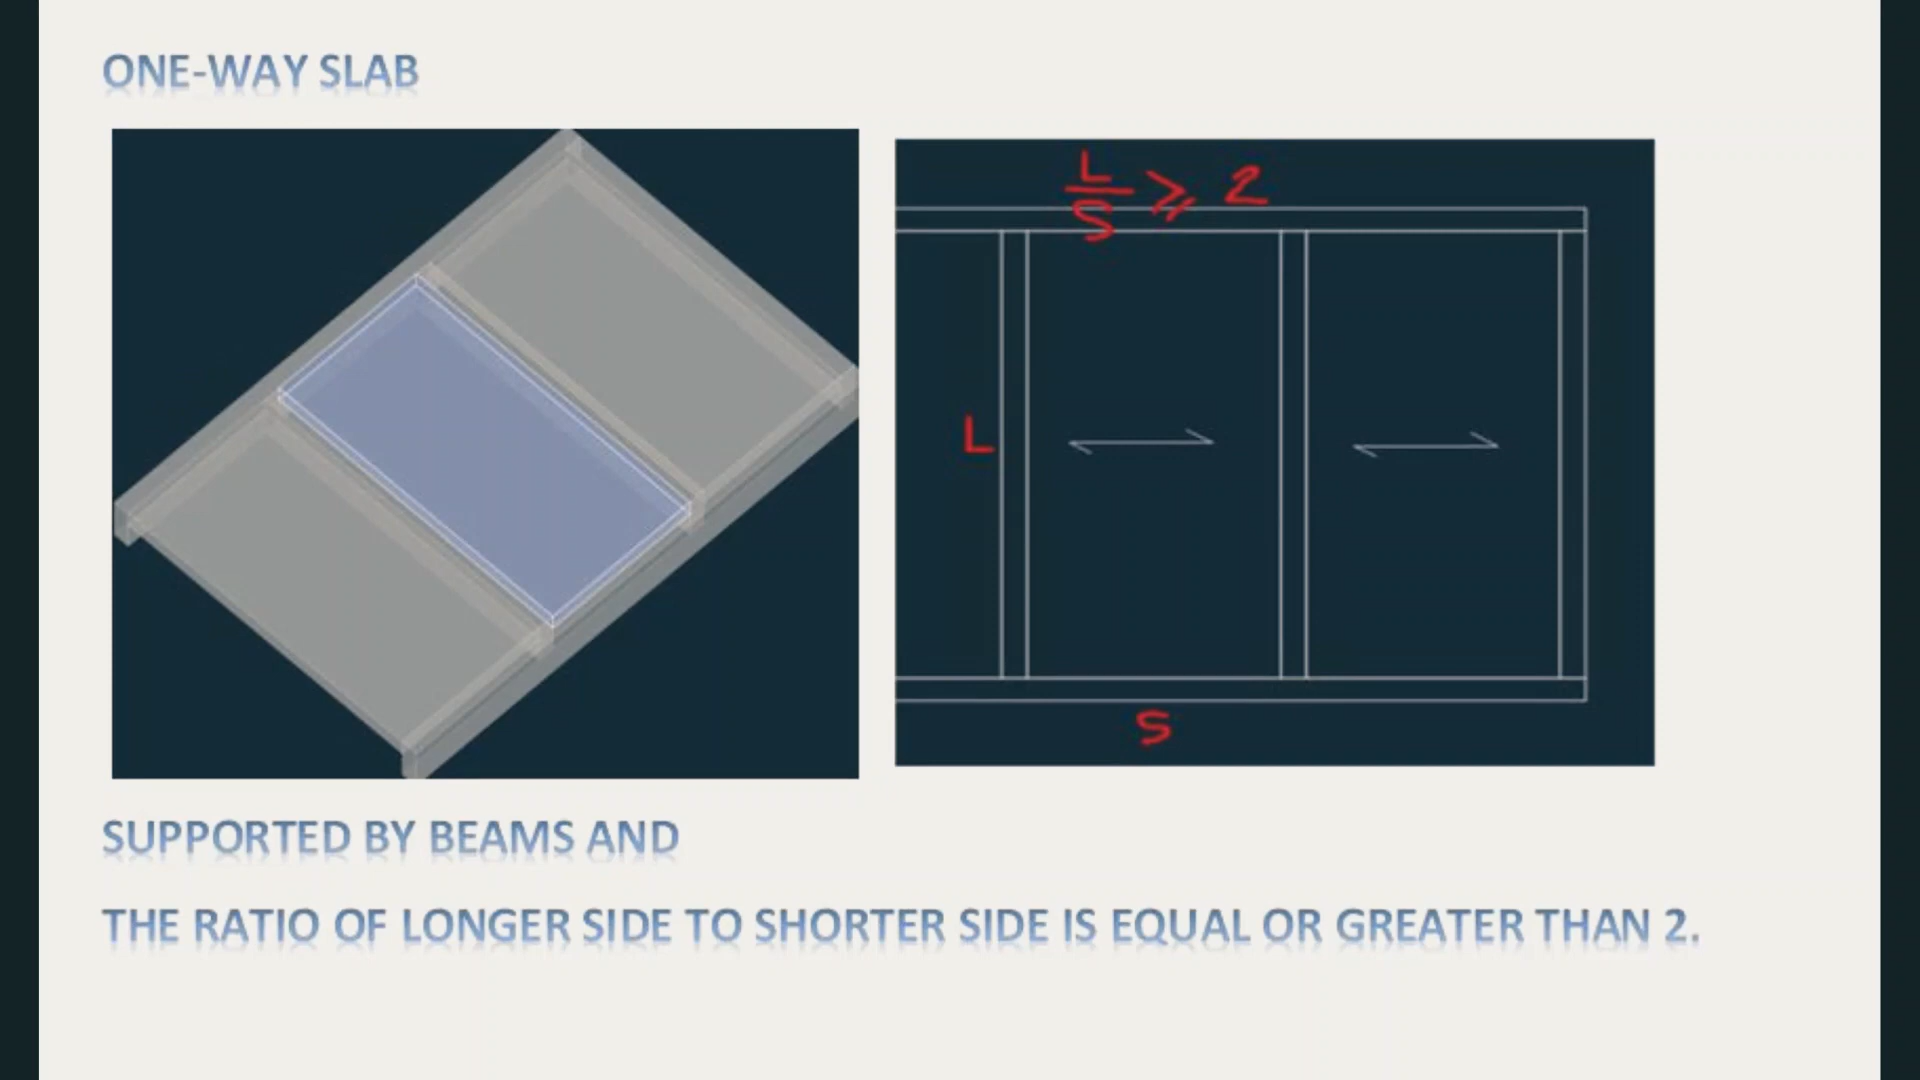 ONE-WAY SLAB
L/S ⩾ 2
L
S
SUPPORTED BY BEAMS AND
THE RATIO OF LONGER SIDE TO SHORTER SIDE IS EQUAL OR GREATER THAN 2.